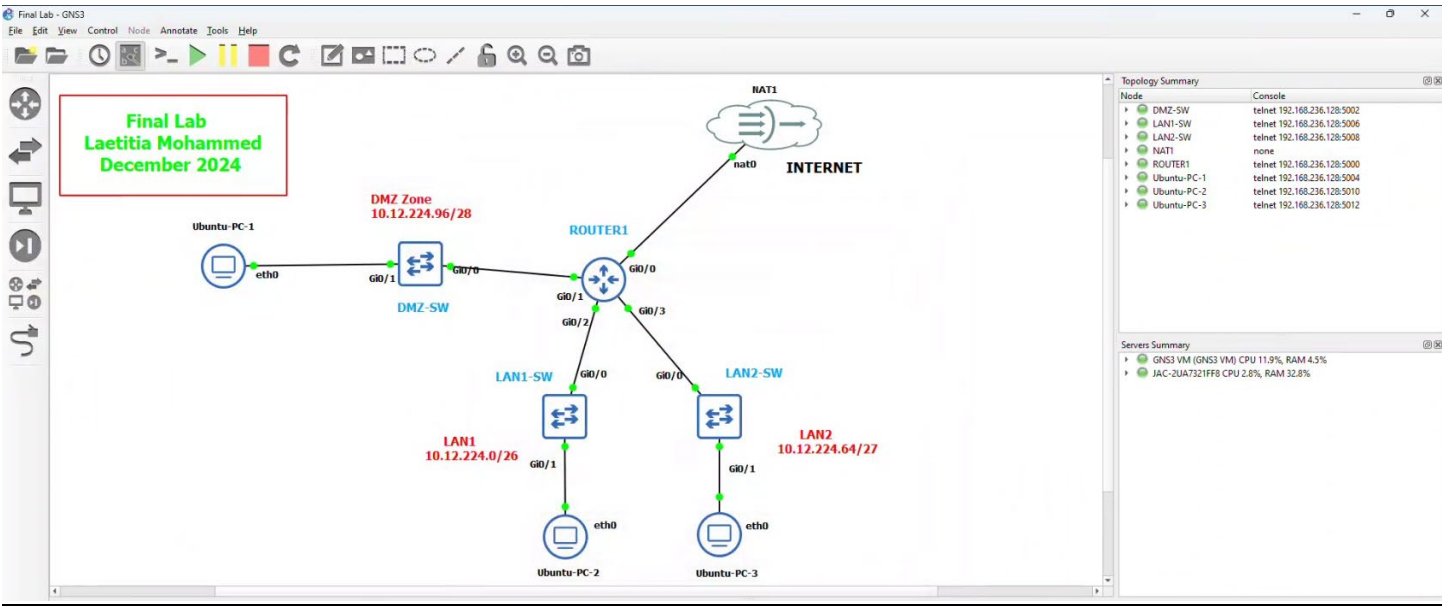 Final Lab - GNS3
File Edit View Control Node Annotate Tools Help
Final Lab
Laetitia Mohammed
December 2024
NAT1
nat0
INTERNET
DMZ Zone
10.12.224.96/28
Ubuntu-PC-1
eth0
Gi0/1
Gi0/0
DMZ-SW
ROUTER1
Gi0/0
Gi0/1
Gi0/2
Gi0/3
LAN1-SW
Gi0/0
Gi0/0
LAN2-SW
LAN1
10.12.224.0/26
Gi0/1
LAN2
10.12.224.64/27
Gi0/1
eth0
Ubuntu-PC-2
eth0
Ubuntu-PC-3
Topology Summary
Node Console
DMZ-SW telnet 192.168.236.128:5002
LAN1-SW telnet 192.168.236.128:5006
LAN2-SW telnet 192.168.236.128:5008
NAT1 none
ROUTER1 telnet 192.168.236.128:5000
Ubuntu-PC-1 telnet 192.168.236.128:5004
Ubuntu-PC-2 telnet 192.168.236.128:5010
Ubuntu-PC-3 telnet 192.168.236.128:5012
Servers Summary
GNS3 VM (GNS3 VM) CPU 11.9%, RAM 4.5%
JAC-2UA7321FF8 CPU 2.8%, RAM 32.8%